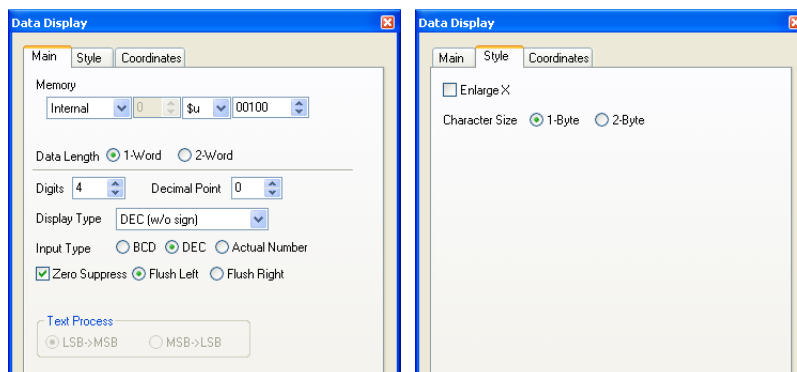 Data Display
Main Style Coordinates
Memory
Internal 0 $u 00100
Data Length 1-Word 2-Word
Digits 4 Decimal Point 0
Display Type DEC (w/o sign)
Input Type BCD DEC Actual Number
Zero Suppress Flush Left Flush Right
Text Process
LSB->MSB MSB->LSB
Data Display
Main Style Coordinates
Enlarge X
Character Size 1-Byte 2-Byte